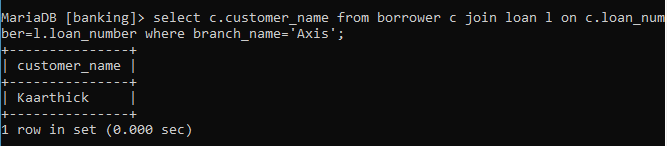 MariaDB [banking]> select c.customer_name from borrower c join loan l on c.loan_num
ber=l.loan_number where branch_name='Axis';
+---------------+
| customer_name |
+---------------+
| Kaarthick     |
+---------------+
1 row in set (0.000 sec)